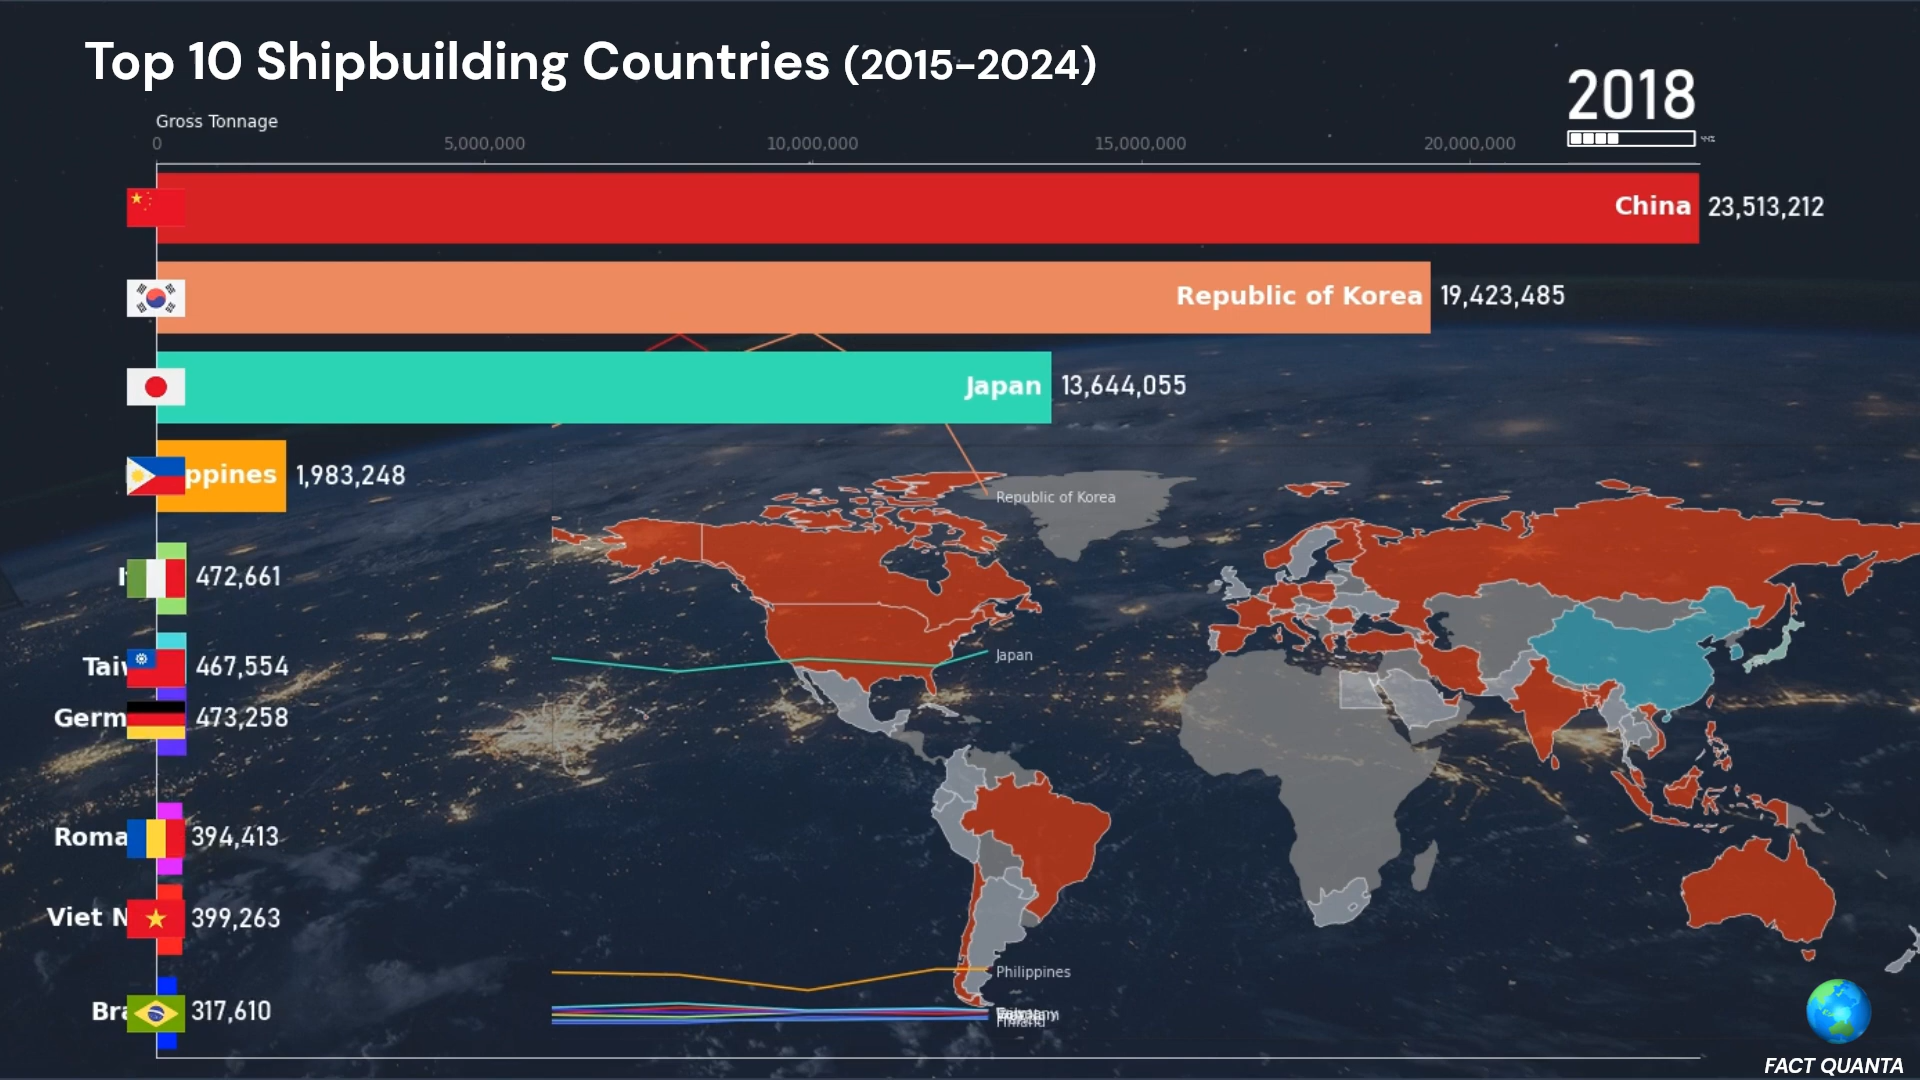 Top 10 Shipbuilding Countries (2015-2024)
2018
Gross Tonnage
0 5,000,000 10,000,000 15,000,000 20,000,000
China 23,513,212
Republic of Korea 19,423,485
Japan 13,644,055
ppines 1,983,248
472,661
Tai 467,554
Germ 473,258
Roma 394,413
Viet N 399,263
Bra 317,610
Republic of Korea
Japan
Philippines
Finland
FACT QUANTA